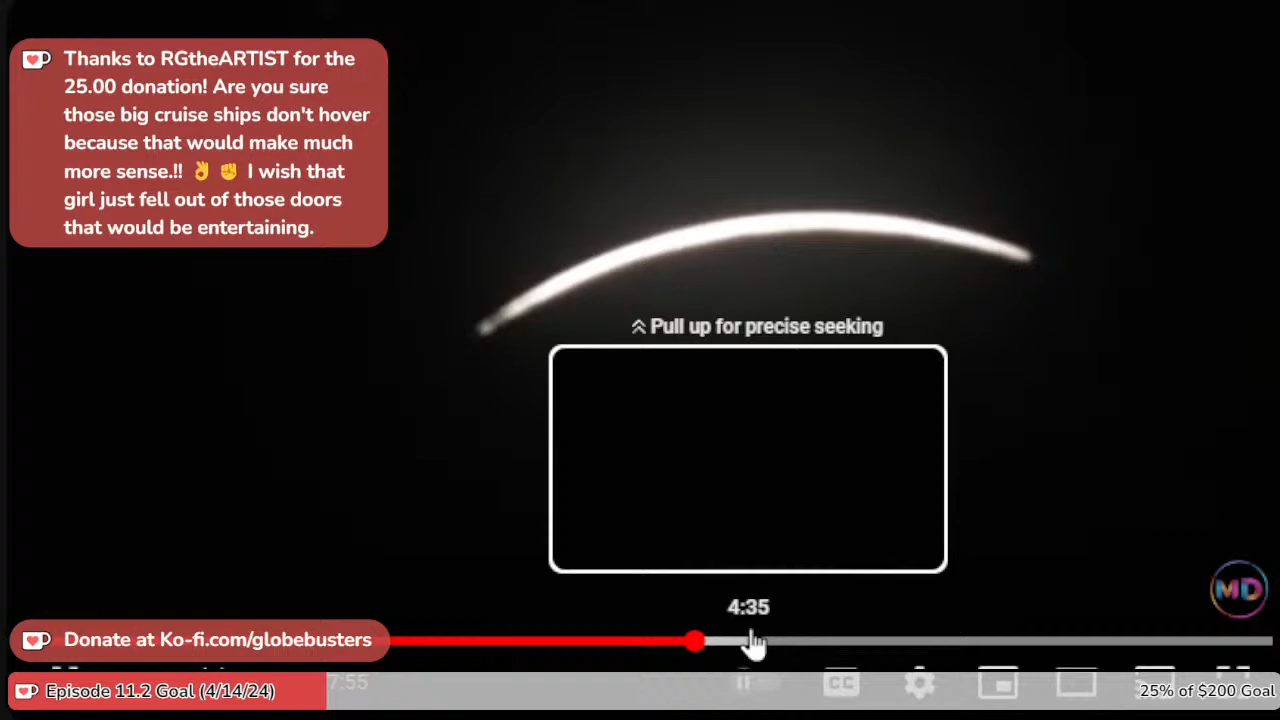 Thanks to RGtheARTIST for the
25.00 donation! Are you sure
those big cruise ships don't hover
because that would make much
more sense.!! 👌 ✊ I wish that
girl just fell out of those doors
that would be entertaining.
Pull up for precise seeking
4:35
MD
Donate at Ko-fi.com/globebusters
7:55
CC
Episode 11.2 Goal (4/14/24)
25% of $200 Goal